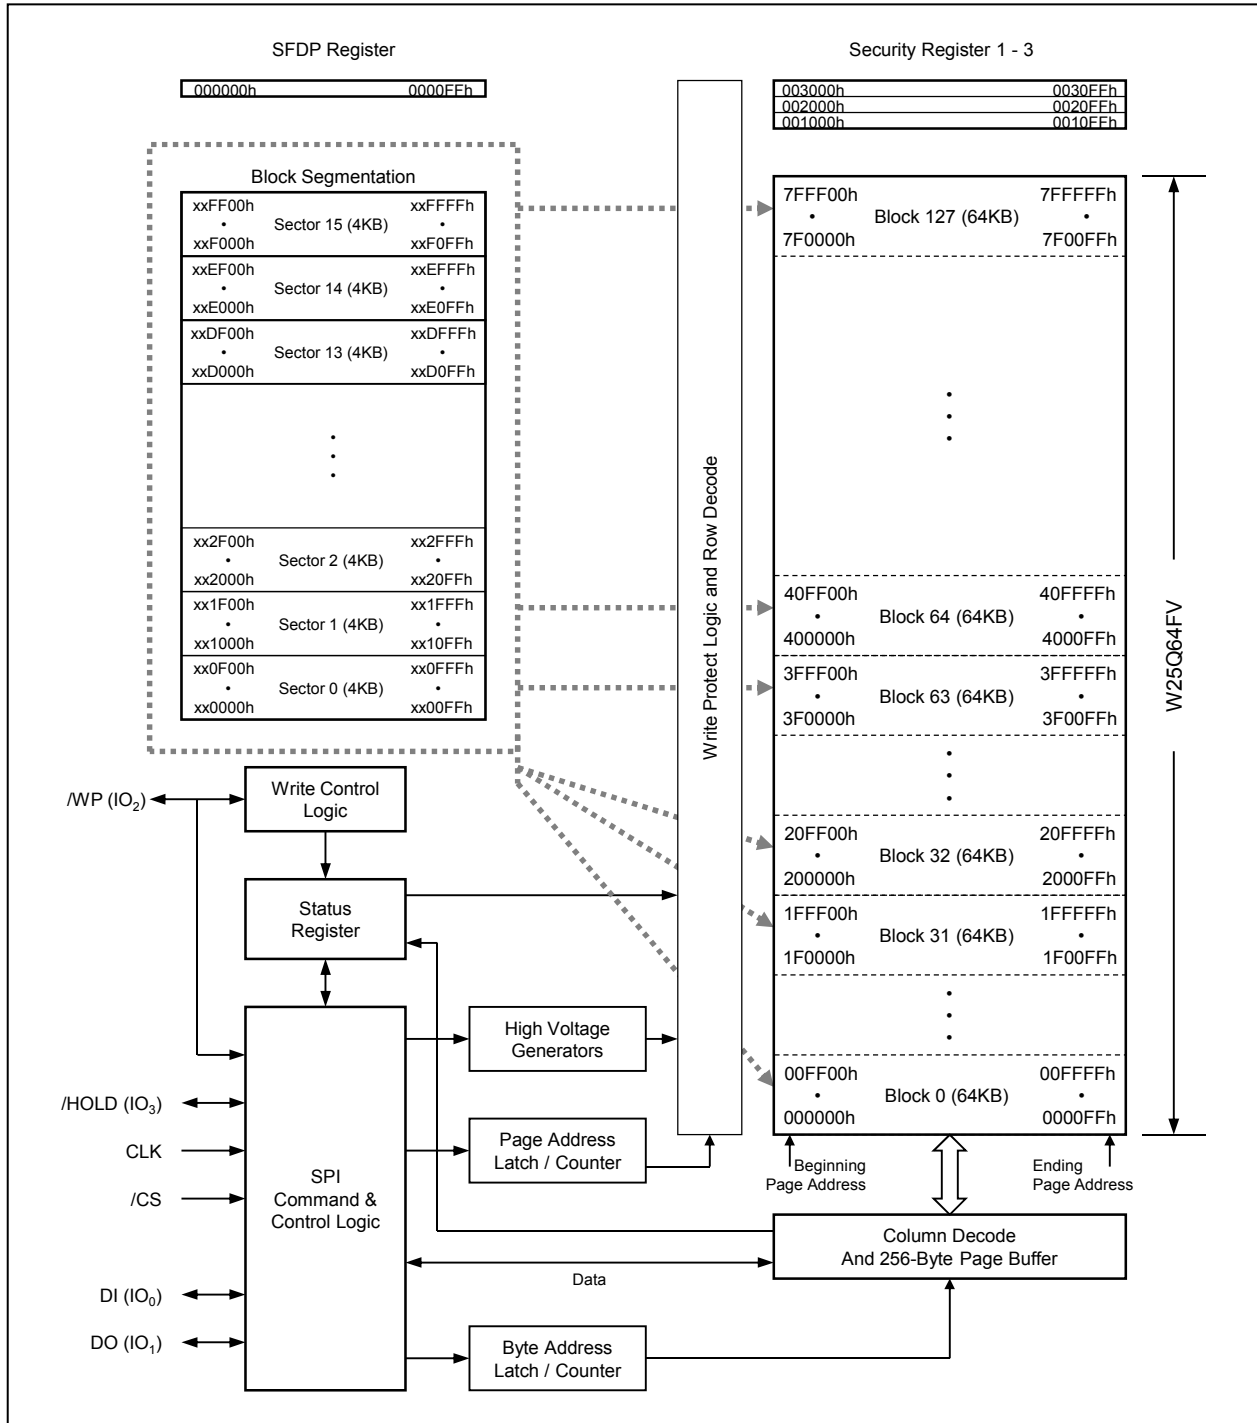 SFDP Register
000000h 0000FFh
Security Register 1 - 3
003000h 0030FFh
002000h 0020FFh
001000h 0010FFh
Block Segmentation
xxFF00h xxFFFFh
• Sector 15 (4KB) •
xxF000h xxF0FFh
xxEF00h xxEFFFh
• Sector 14 (4KB) •
xxE000h xxE0FFh
xxDF00h xxDFFFh
• Sector 13 (4KB) •
xxD000h xxD0FFh
xx2F00h xx2FFFh
• Sector 2 (4KB) •
xx2000h xx20FFh
xx1F00h xx1FFFh
• Sector 1 (4KB) •
xx1000h xx10FFh
xx0F00h xx0FFFh
• Sector 0 (4KB) •
xx0000h xx00FFh
Write Protect Logic and Row Decode
7FFF00h 7FFFFFh
• Block 127 (64KB) •
7F0000h 7F00FFh
40FF00h 40FFFFh
• Block 64 (64KB) •
400000h 4000FFh
3FFF00h 3FFFFFh
• Block 63 (64KB) •
3F0000h 3F00FFh
20FF00h 20FFFFh
• Block 32 (64KB) •
200000h 2000FFh
1FFF00h 1FFFFFh
• Block 31 (64KB) •
1F0000h 1F00FFh
00FF00h 00FFFFh
• Block 0 (64KB) •
000000h 0000FFh
W25Q64FV
Beginning
Page Address
Ending
Page Address
/WP (IO₂)
Write Control
Logic
Status
Register
High Voltage
Generators
/HOLD (IO₃)
CLK
/CS
SPI
Command &
Control Logic
Page Address
Latch / Counter
Column Decode
And 256-Byte Page Buffer
Data
DI (IO₀)
DO (IO₁)
Byte Address
Latch / Counter